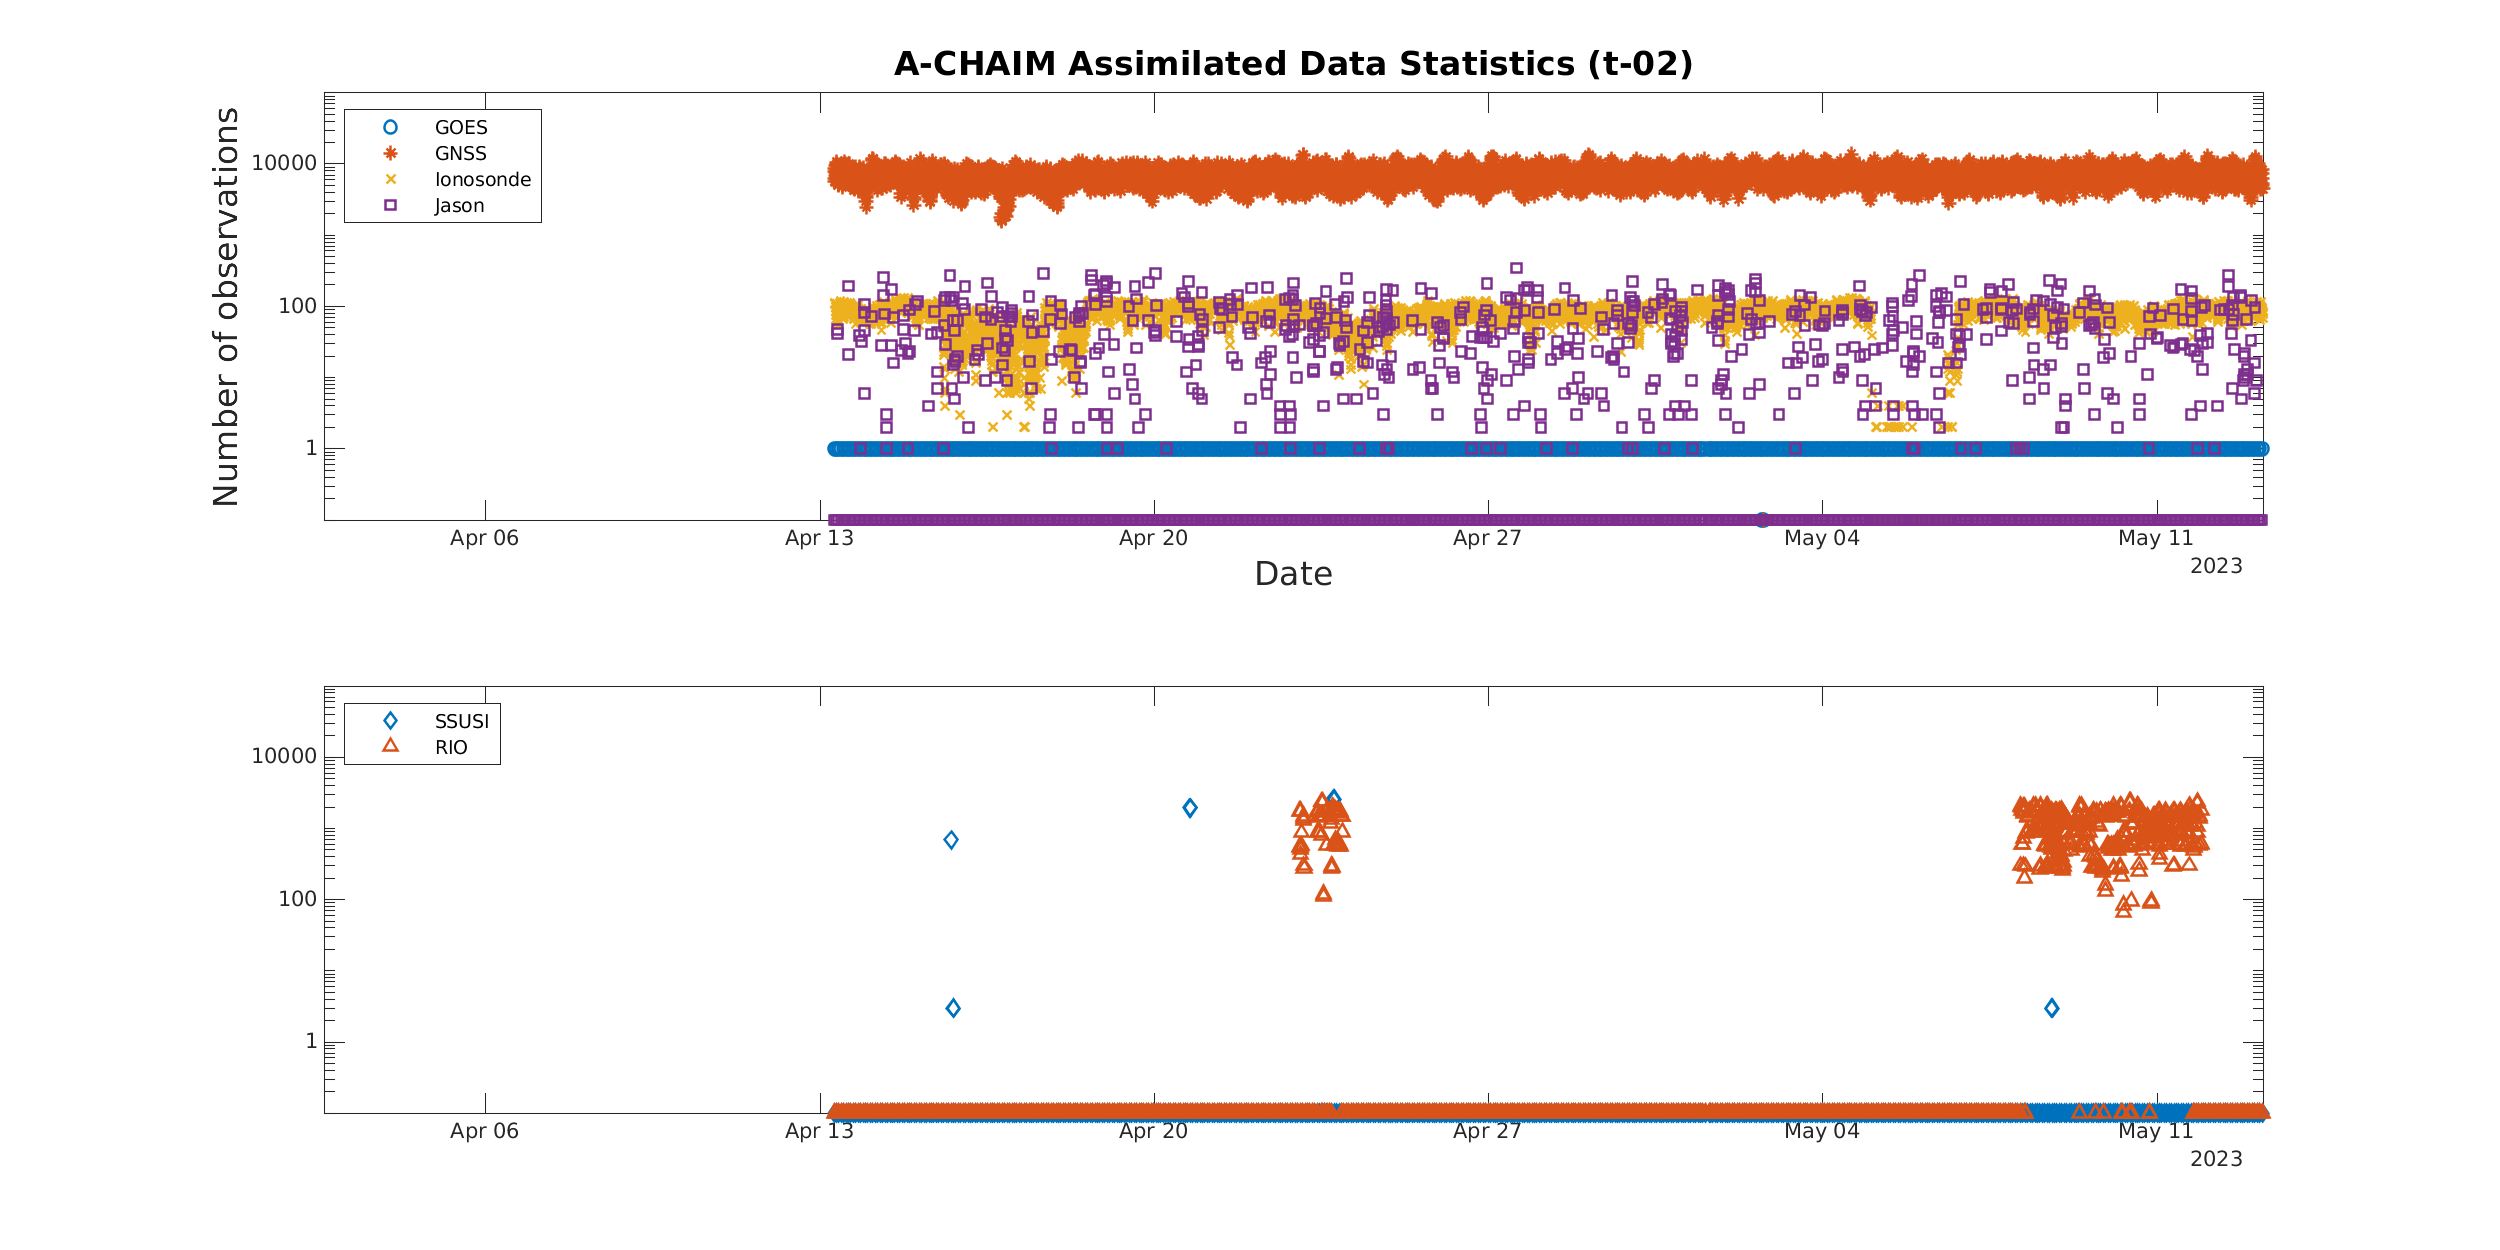 A-CHAIM Assimilated Data Statistics (t-02)
Number of observations
10000
100
1
GOES
GNSS
Ionosonde
Jason
Apr 06 Apr 13 Apr 20 Apr 27 May 04 May 11
2023
Date
10000
100
1
SSUSI
RIO
Apr 06 Apr 13 Apr 20 Apr 27 May 04 May 11
2023